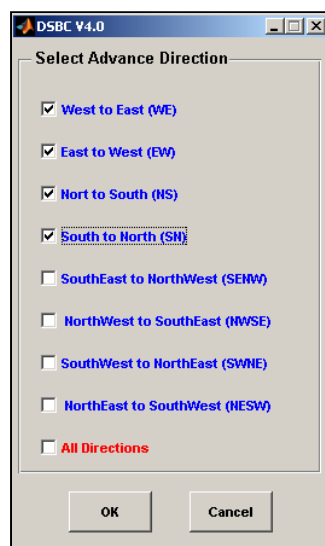 DSBC V4.0
Select Advance Direction
West to East (WE)
East to West (EW)
Nort to South (NS)
South to North (SN)
SouthEast to NorthWest (SENW)
NorthWest to SouthEast (NWSE)
SouthWest to NorthEast (SWNE)
NorthEast to SouthWest (NESW)
All Directions
OK Cancel